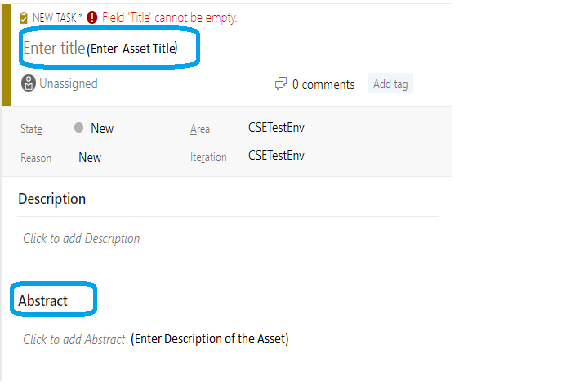 NEW TASK * Field 'Title' cannot be empty.
Enter title (Enter Asset Title)
Unassigned 0 comments Add tag
State New Area CSETestEnv
Reason New Iteration CSETestEnv
Description
Click to add Description
Abstract
Click to add Abstract (Enter Description of the Asset)